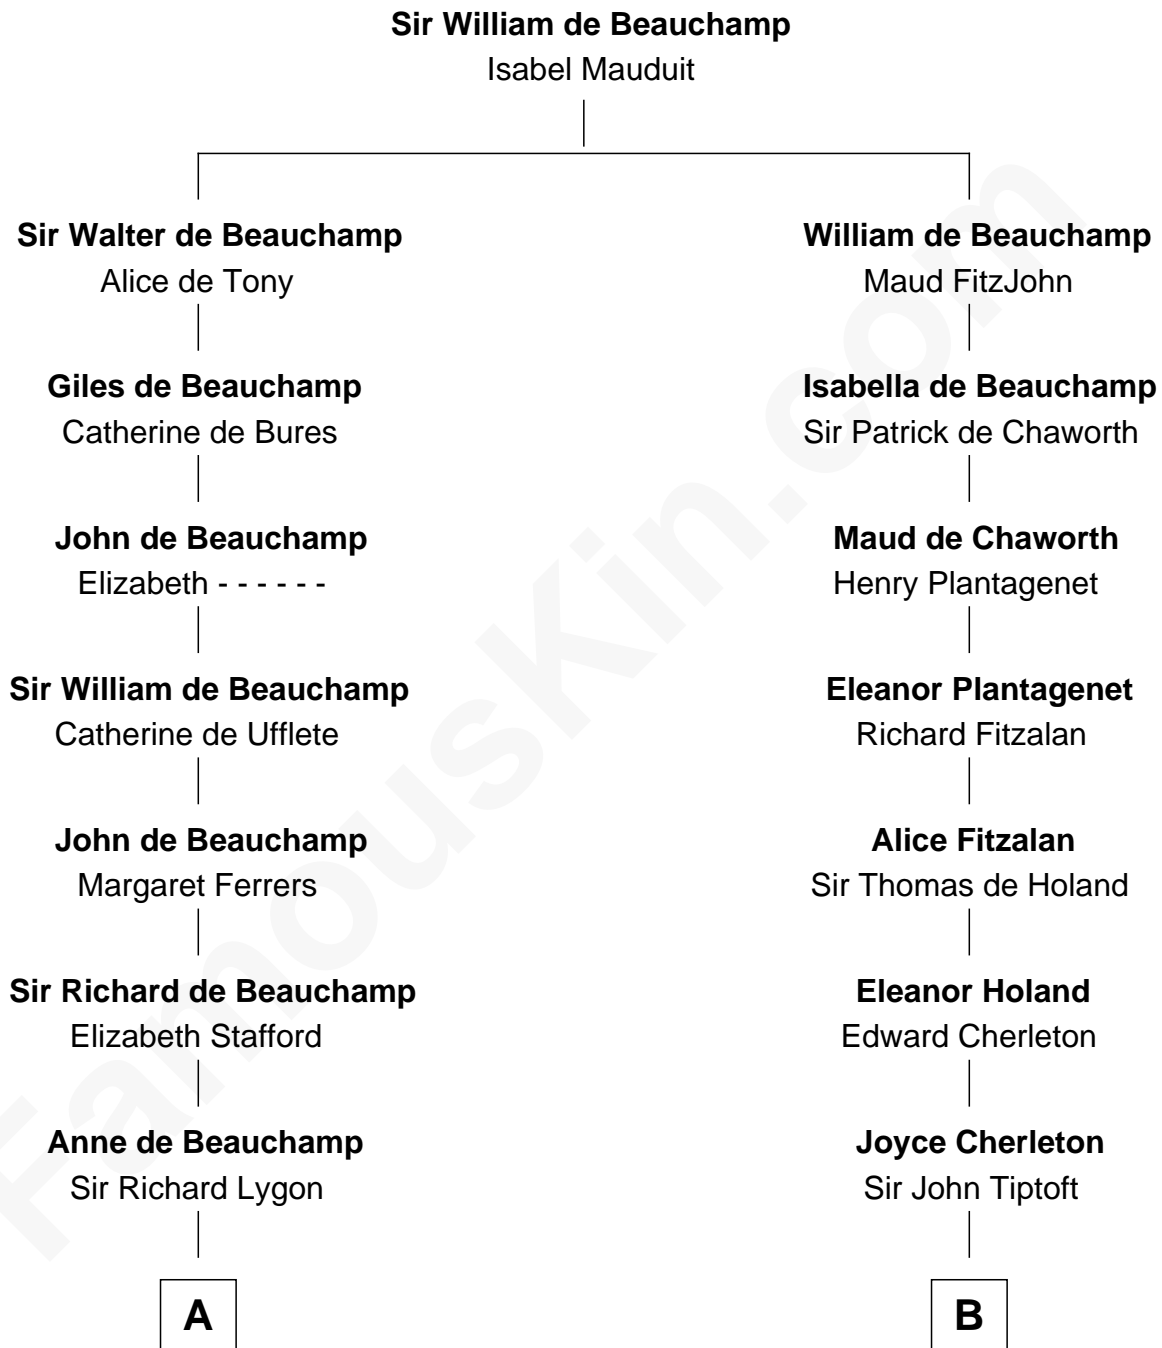 Sir William de Beauchamp
Isabel Mauduit
Sir Walter de Beauchamp
Alice de Tony
William de Beauchamp
Maud FitzJohn
Giles de Beauchamp
Catherine de Bures
Isabella de Beauchamp
Sir Patrick de Chaworth
John de Beauchamp
Elizabeth - - - - - -
Maud de Chaworth
Henry Plantagenet
Sir William de Beauchamp
Catherine de Ufflete
Eleanor Plantagenet
Richard Fitzalan
John de Beauchamp
Margaret Ferrers
Alice Fitzalan
Sir Thomas de Holand
Sir Richard de Beauchamp
Elizabeth Stafford
Eleanor Holand
Edward Cherleton
Anne de Beauchamp
Sir Richard Lygon
Joyce Cherleton
Sir John Tiptoft
A
B
FamousKin.com